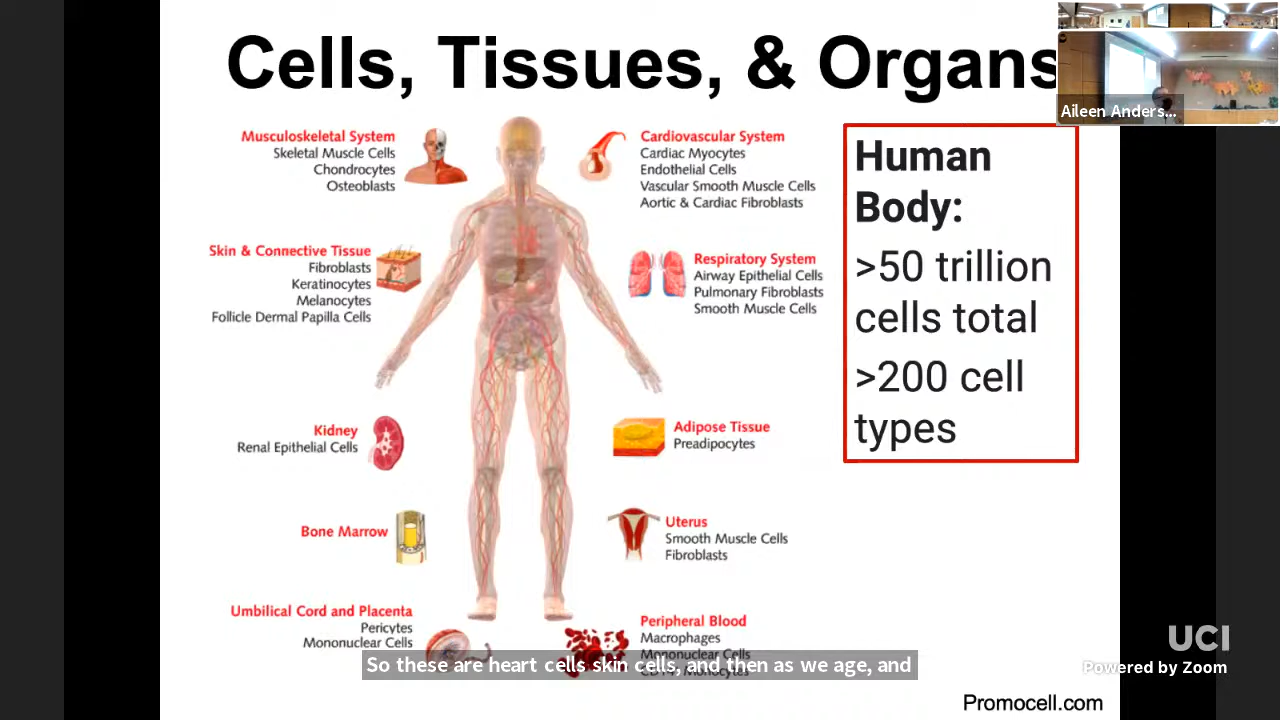 Cells, Tissues, & Organs
Aileen Anders...
Musculoskeletal System
Skeletal Muscle Cells
Chondrocytes
Osteoblasts
Skin & Connective Tissue
Fibroblasts
Keratinocytes
Melanocytes
Follicle Dermal Papilla Cells
Kidney
Renal Epithelial Cells
Bone Marrow
Umbilical Cord and Placenta
Pericytes
Mononuclear Cells
Cardiovascular System
Cardiac Myocytes
Endothelial Cells
Vascular Smooth Muscle Cells
Aortic & Cardiac Fibroblasts
Respiratory System
Airway Epithelial Cells
Pulmonary Fibroblasts
Smooth Muscle Cells
Adipose Tissue
Preadipocytes
Uterus
Smooth Muscle Cells
Fibroblasts
Peripheral Blood
Macrophages
Mononuclear Cells
Monocytes
Human
Body:
>50 trillion
cells total
>200 cell
types
So these are heart cells skin cells, and then as we age, and
UCI
Powered by Zoom
Promocell.com